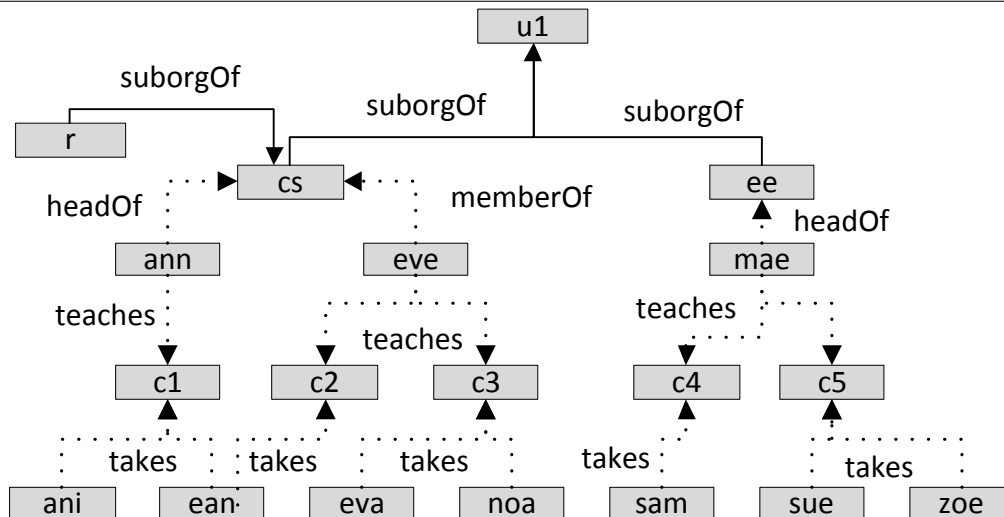 u1
suborgOf
suborgOf
suborgOf
r
cs
ee
headOf
memberOf
headOf
ann
eve
mae
teaches
teaches
teaches
c1
c2
c3
c4
c5
takes
takes
takes
takes
takes
ani
ean
eva
noa
sam
sue
zoe